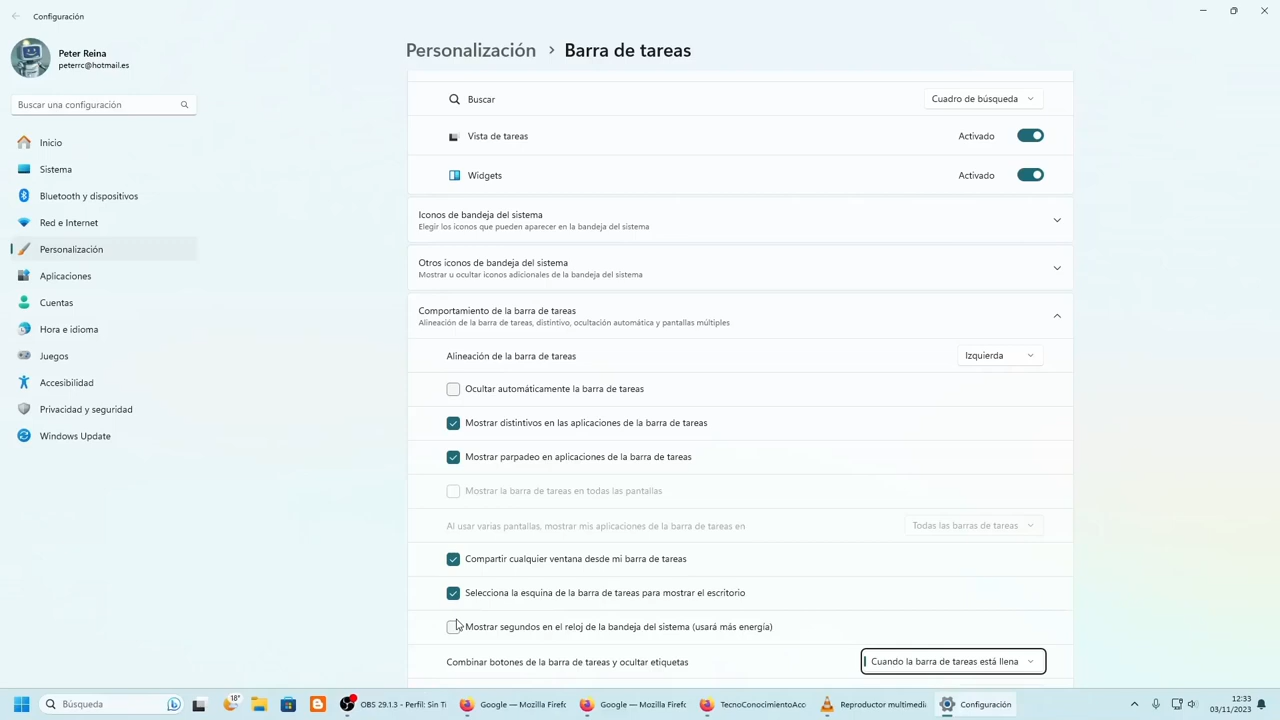 Configuración
Peter Reina
peterrc@hotmail.es
Buscar una configuración
Inicio
Sistema
Bluetooth y dispositivos
Red e Internet
Personalización
Aplicaciones
Cuentas
Hora e idioma
Juegos
Accesibilidad
Privacidad y seguridad
Windows Update
Personalización > Barra de tareas
Buscar Cuadro de búsqueda
Vista de tareas Activado
Widgets Activado
Iconos de bandeja del sistema
Elegir los iconos que pueden aparecer en la bandeja del sistema
Otros iconos de bandeja del sistema
Mostrar u ocultar iconos adicionales de la bandeja del sistema
Comportamiento de la barra de tareas
Alineación de la barra de tareas, distintivo, ocultación automática y pantallas múltiples
Alineación de la barra de tareas Izquierda
Ocultar automáticamente la barra de tareas
Mostrar distintivos en las aplicaciones de la barra de tareas
Mostrar parpadeo en aplicaciones de la barra de tareas
Mostrar la barra de tareas en todas las pantallas
Al usar varias pantallas, mostrar mis aplicaciones de la barra de tareas en Todas las barras de tareas
Compartir cualquier ventana desde mi barra de tareas
Selecciona la esquina de la barra de tareas para mostrar el escritorio
Mostrar segundos en el reloj de la bandeja del sistema (usará más energía)
Combinar botones de la barra de tareas y ocultar etiquetas Cuando la barra de tareas está llena
Búsqueda 18° OBS 29.1.3 - Perfil: Sin Tí Google — Mozilla Firefo Google — Mozilla Firefo TecnoConocimientoAcc Reproductor multimedi Configuración 12:33
03/11/2023